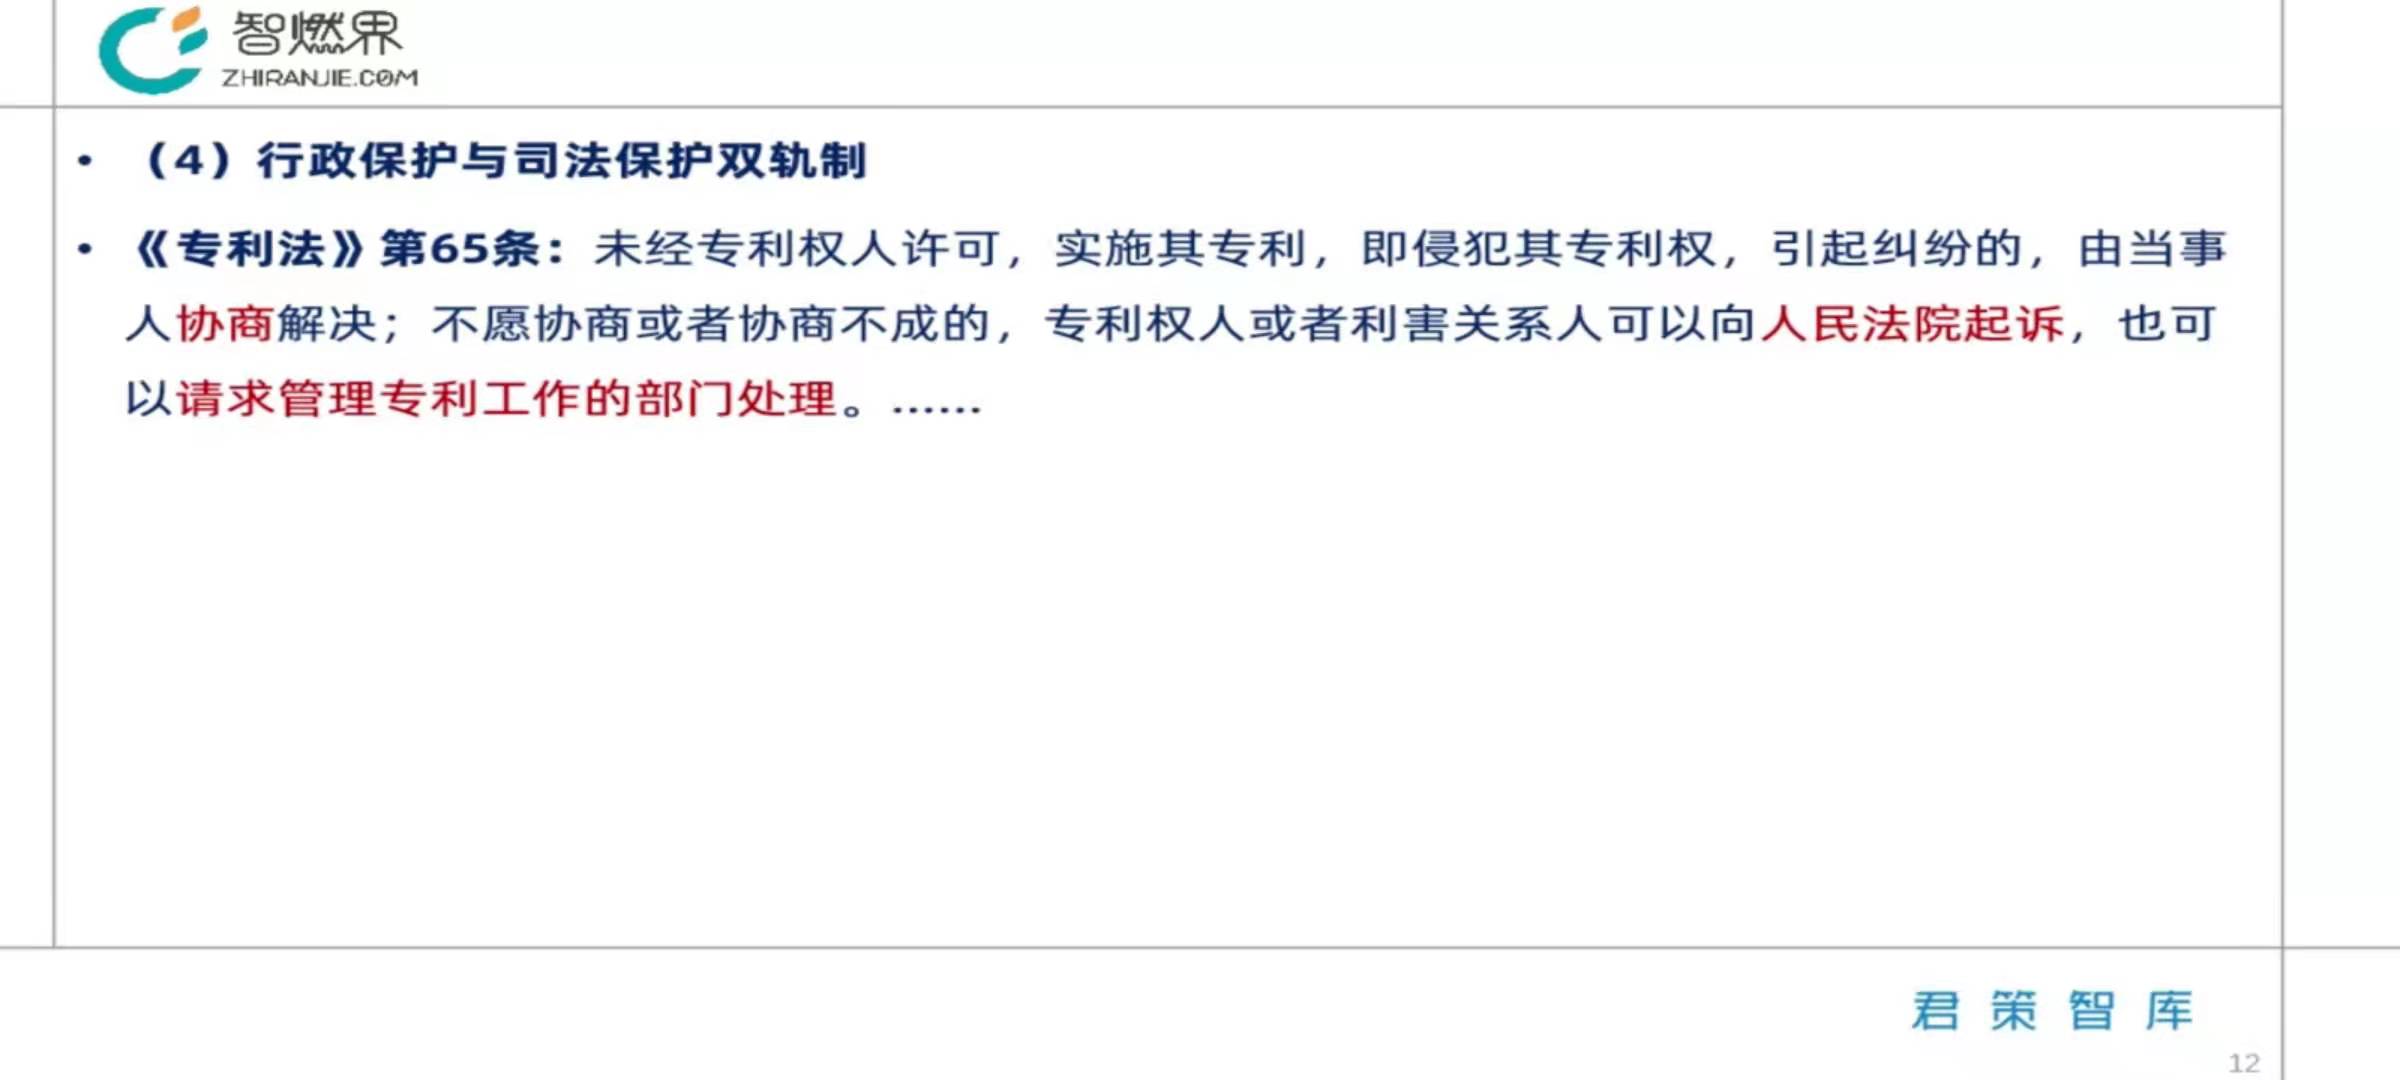 智燃界
ZHIRANJIE.COM
• （4）行政保护与司法保护双轨制
• 《专利法》第65条：未经专利权人许可，实施其专利，即侵犯其专利权，引起纠纷的，由当事
人协商解决；不愿协商或者协商不成的，专利权人或者利害关系人可以向人民法院起诉，也可
以请求管理专利工作的部门处理。……
君策智库
12